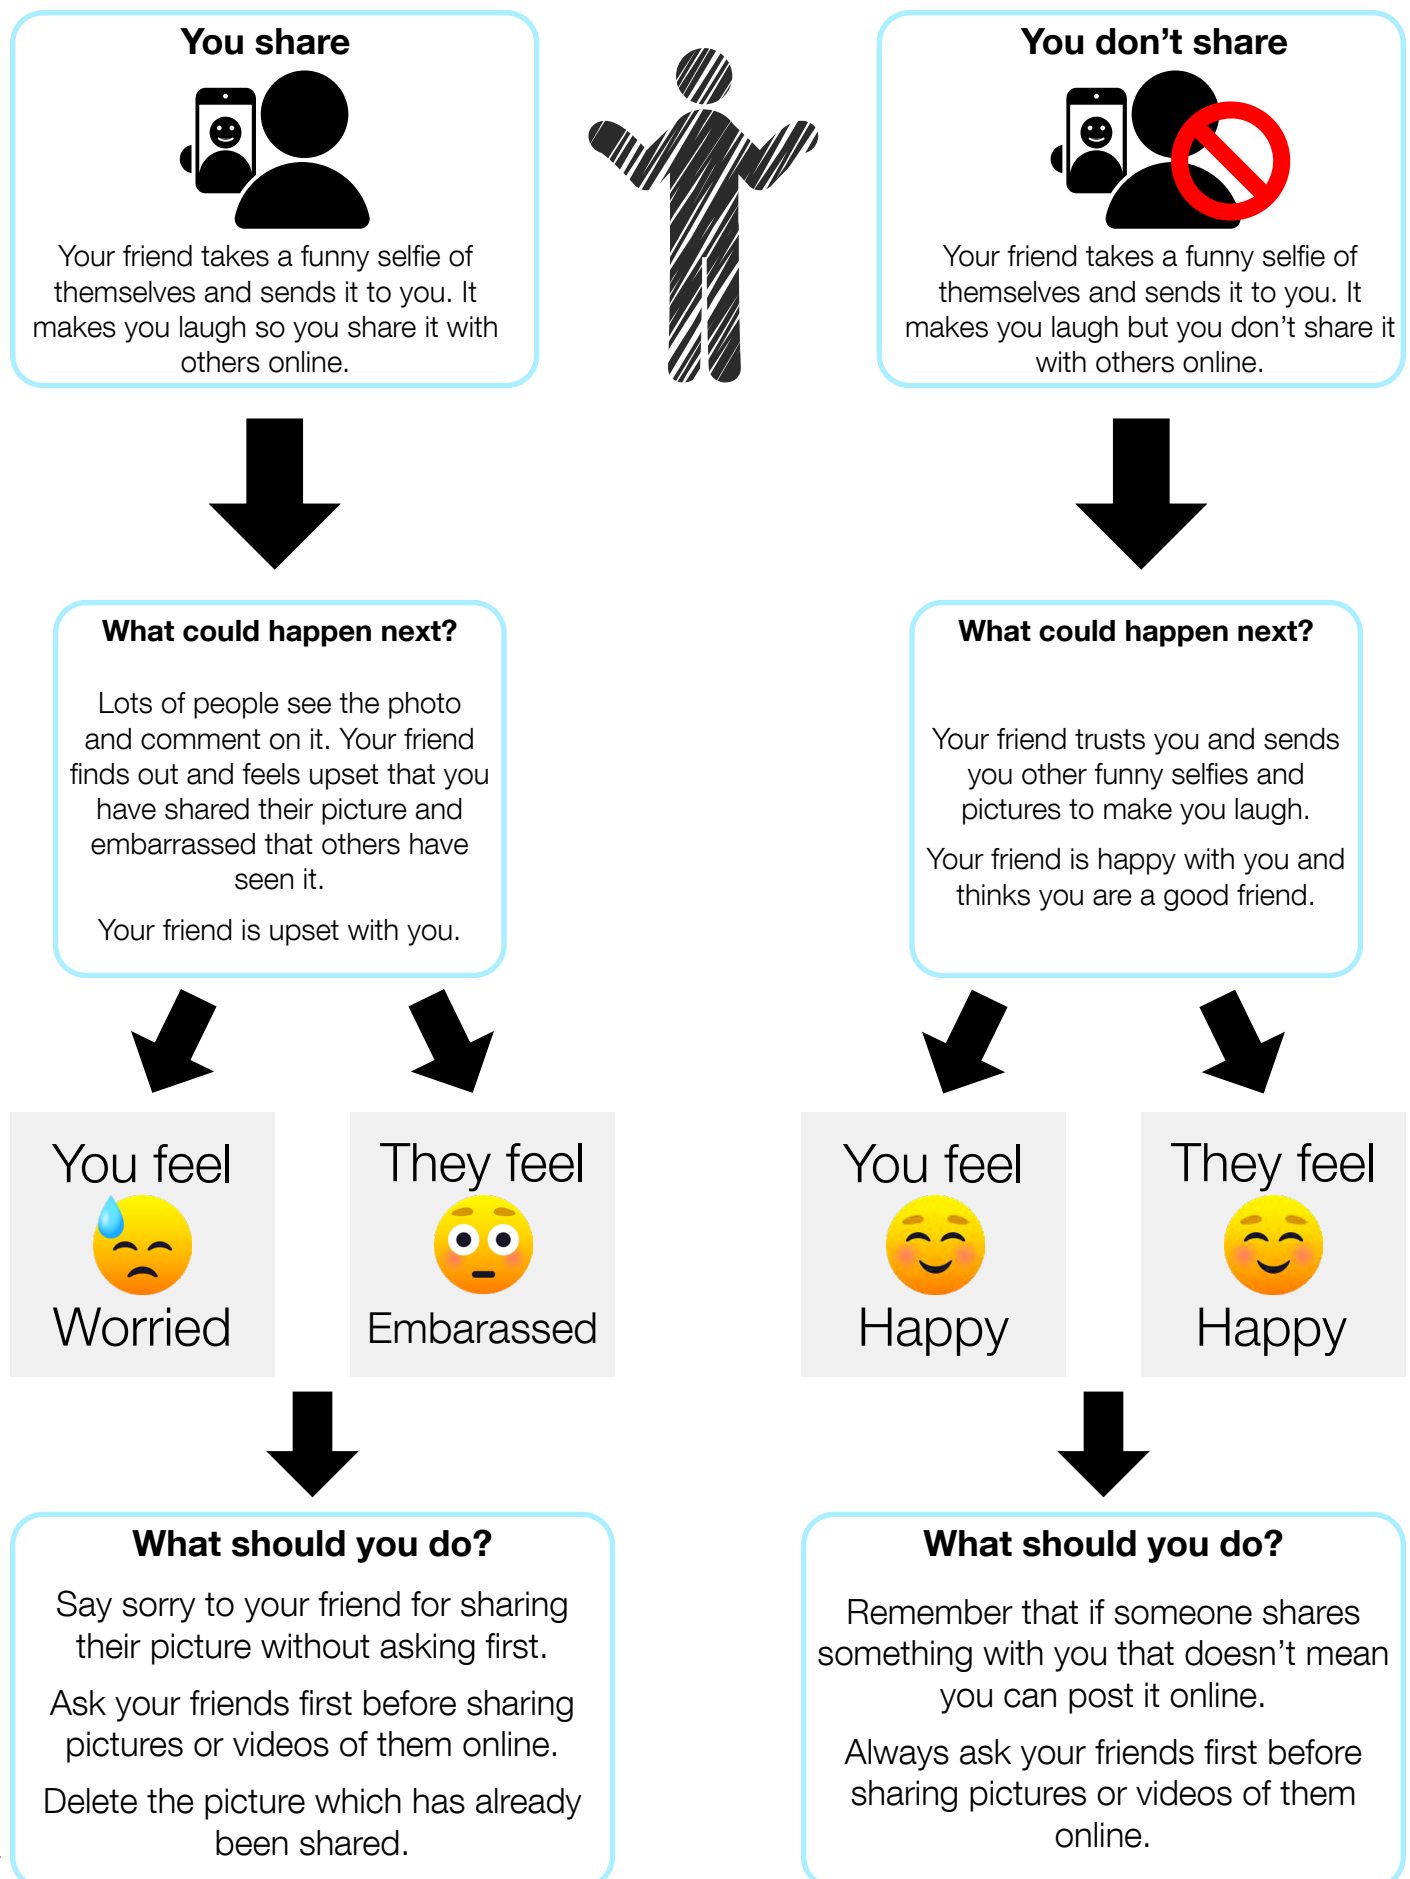 You share
Your friend takes a funny selfie of
themselves and sends it to you. It
makes you laugh so you share it with
others online.
You don’t share
Your friend takes a funny selfie of
themselves and sends it to you. It
makes you laugh but you don’t share it
with others online.
What could happen next?
Lots of people see the photo
and comment on it. Your friend
finds out and feels upset that you
have shared their picture and
embarrassed that others have
seen it.
Your friend is upset with you.
What could happen next?
Your friend trusts you and sends
you other funny selfies and
pictures to make you laugh.
Your friend is happy with you and
thinks you are a good friend.
You feel
Worried
They feel
Embarassed
You feel
Happy
They feel
Happy
What should you do?
Say sorry to your friend for sharing
their picture without asking first.
Ask your friends first before sharing
pictures or videos of them online.
Delete the picture which has already
been shared.
What should you do?
Remember that if someone shares
something with you that doesn’t mean
you can post it online.
Always ask your friends first before
sharing pictures or videos of them
online.